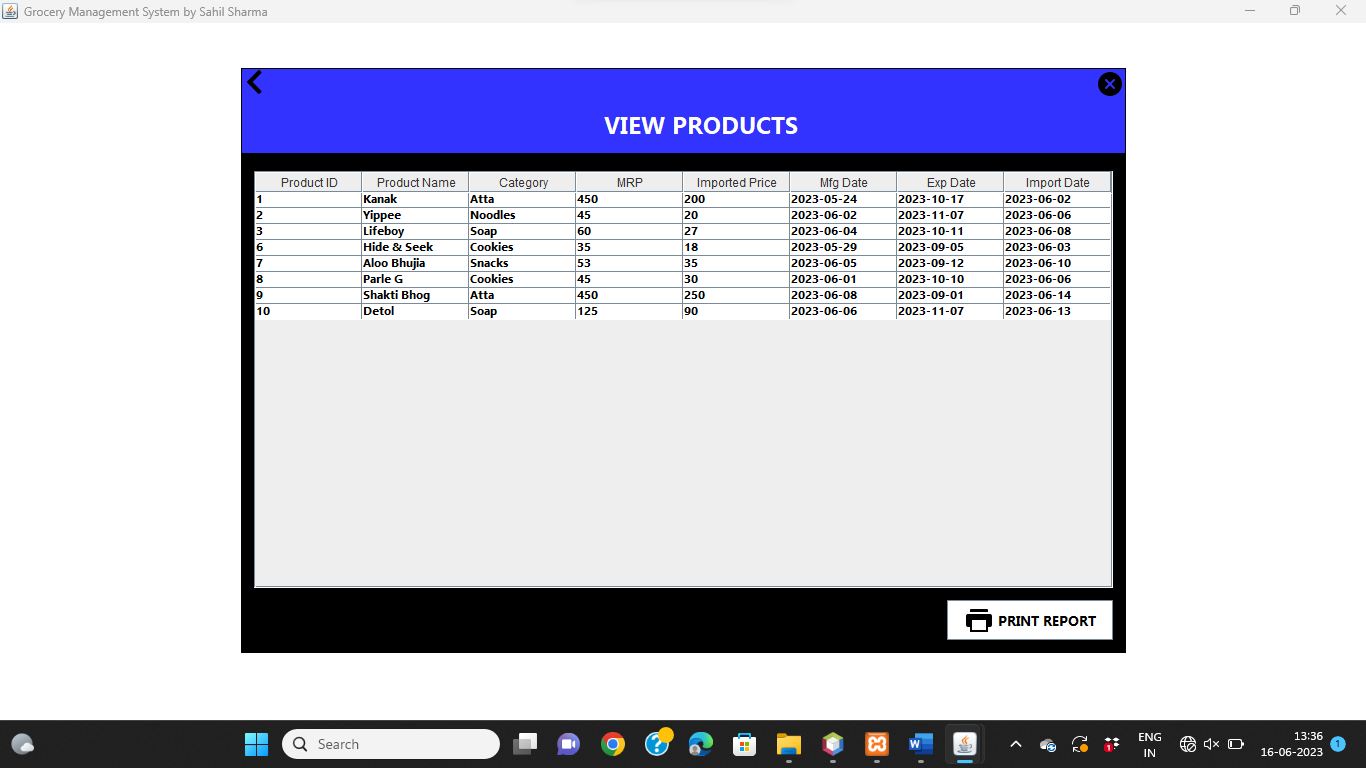 Grocery Management System by Sahil Sharma
VIEW PRODUCTS
Product ID Product Name Category MRP Imported Price Mfg Date Exp Date Import Date
1 Kanak Atta 450 200 2023-05-24 2023-10-17 2023-06-02
2 Yippee Noodles 45 20 2023-06-02 2023-11-07 2023-06-06
3 Lifeboy Soap 60 27 2023-06-04 2023-10-11 2023-06-08
6 Hide & Seek Cookies 35 18 2023-05-29 2023-09-05 2023-06-03
7 Aloo Bhujia Snacks 53 35 2023-06-05 2023-09-12 2023-06-10
8 Parle G Cookies 45 30 2023-06-01 2023-10-10 2023-06-06
9 Shakti Bhog Atta 450 250 2023-06-08 2023-09-01 2023-06-14
10 Detol Soap 125 90 2023-06-06 2023-11-07 2023-06-13
PRINT REPORT
Search
ENG
IN
13:36
16-06-2023
1